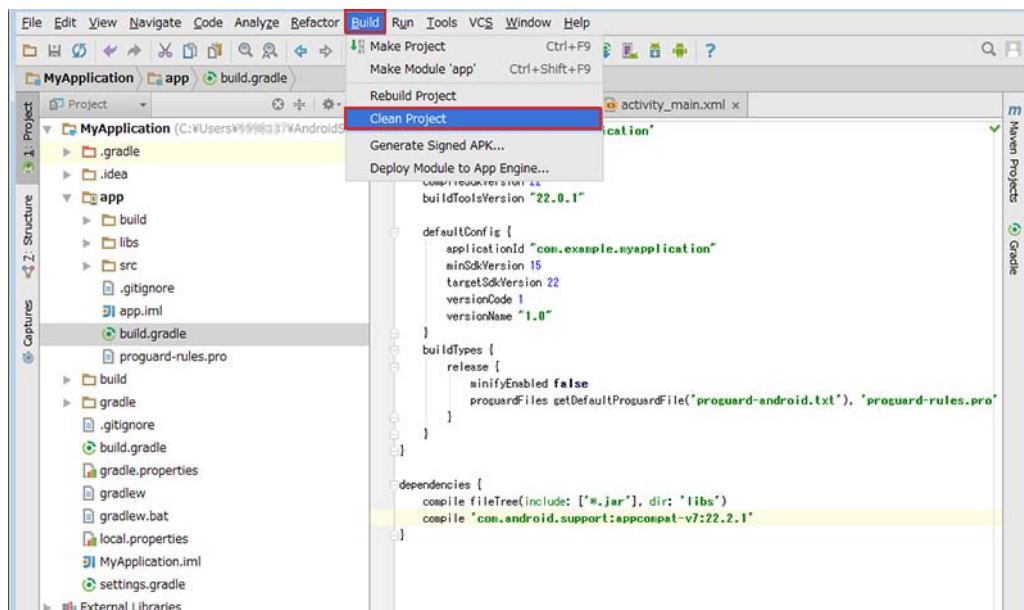 File Edit View Navigate Code Analyze Refactor Build Run Tools VCS Window Help
Make Project Ctrl+F9
Make Module 'app' Ctrl+Shift+F9
Rebuild Project
Clean Project
Generate Signed APK...
Deploy Module to App Engine...
MyApplication app build.gradle
Project
activity_main.xml
1: Project
Z: Structure
Captures
MyApplication (C:¥Users¥ ¥AndroidS
.gradle
.idea
app
build
libs
src
.gitignore
app.iml
build.gradle
proguard-rules.pro
build
gradle
.gitignore
build.gradle
gradle.properties
gradlew
gradlew.bat
local.properties
MyApplication.iml
settings.gradle
External Libraries
ication'
compileSdkVersion 22
buildToolsVersion "22.0.1"
defaultConfig {
applicationId "com.example.myapplication"
minSdkVersion 15
targetSdkVersion 22
versionCode 1
versionName "1.0"
}
buildTypes {
release {
minifyEnabled false
proguardFiles getDefaultProguardFile('proguard-android.txt'), 'proguard-rules.pro'
}
}
}
dependencies {
compile fileTree(include: ['*.jar'], dir: 'libs')
compile 'com.android.support:appcompat-v7:22.2.1'
}
m Maven Projects
Gradle